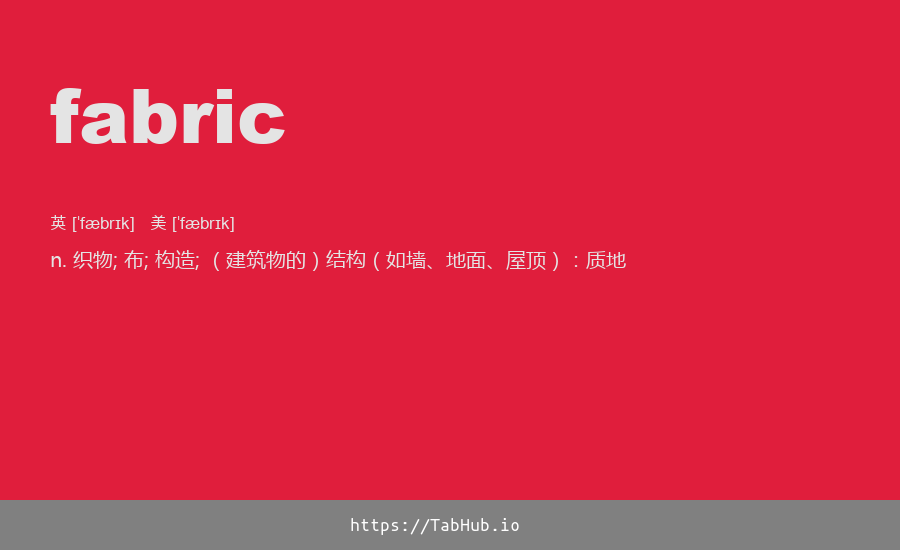 fabric
英 [ˈfæbrɪk] 美 [ˈfæbrɪk]
n. 织物; 布; 构造; （建筑物的）结构（如墙、地面、屋顶）：质地
https://TabHub.io